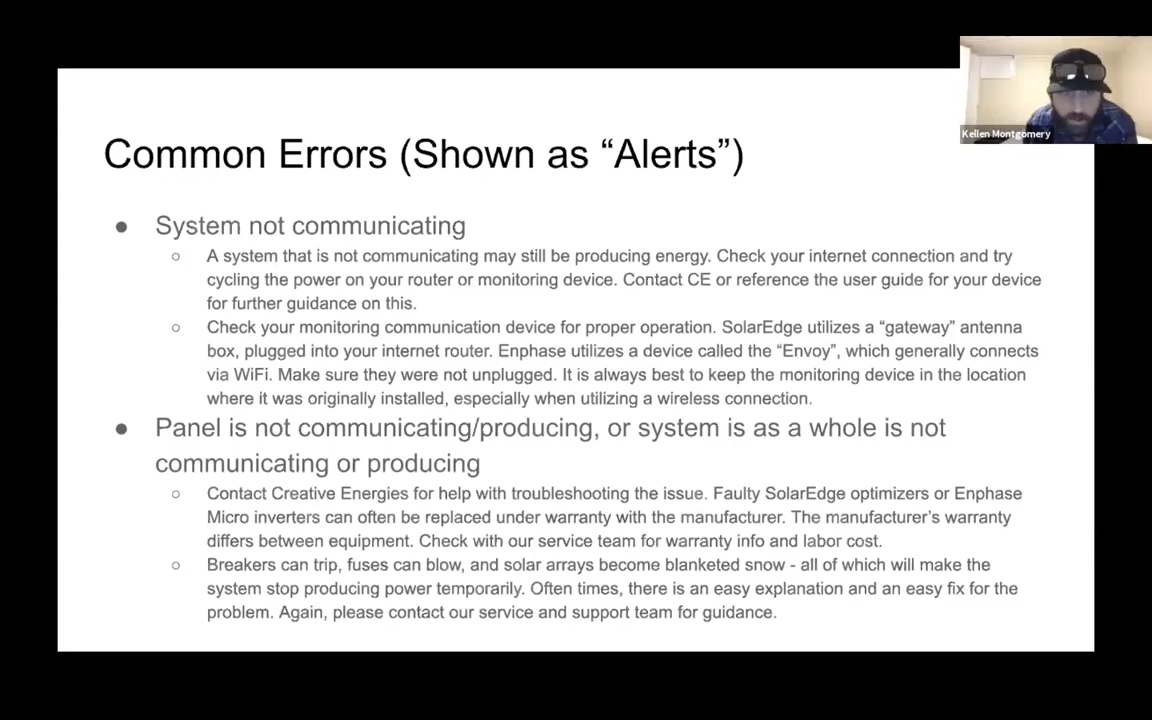 Kellen Montgomery
Common Errors (Shown as “Alerts”)
● System not communicating
○ A system that is not communicating may still be producing energy. Check your internet connection and try
cycling the power on your router or monitoring device. Contact CE or reference the user guide for your device
for further guidance on this.
○ Check your monitoring communication device for proper operation. SolarEdge utilizes a “gateway” antenna
box, plugged into your internet router. Enphase utilizes a device called the “Envoy”, which generally connects
via WiFi. Make sure they were not unplugged. It is always best to keep the monitoring device in the location
where it was originally installed, especially when utilizing a wireless connection.
● Panel is not communicating/producing, or system is as a whole is not
communicating or producing
○ Contact Creative Energies for help with troubleshooting the issue. Faulty SolarEdge optimizers or Enphase
Micro inverters can often be replaced under warranty with the manufacturer. The manufacturer’s warranty
differs between equipment. Check with our service team for warranty info and labor cost.
○ Breakers can trip, fuses can blow, and solar arrays become blanketed snow - all of which will make the
system stop producing power temporarily. Often times, there is an easy explanation and an easy fix for the
problem. Again, please contact our service and support team for guidance.